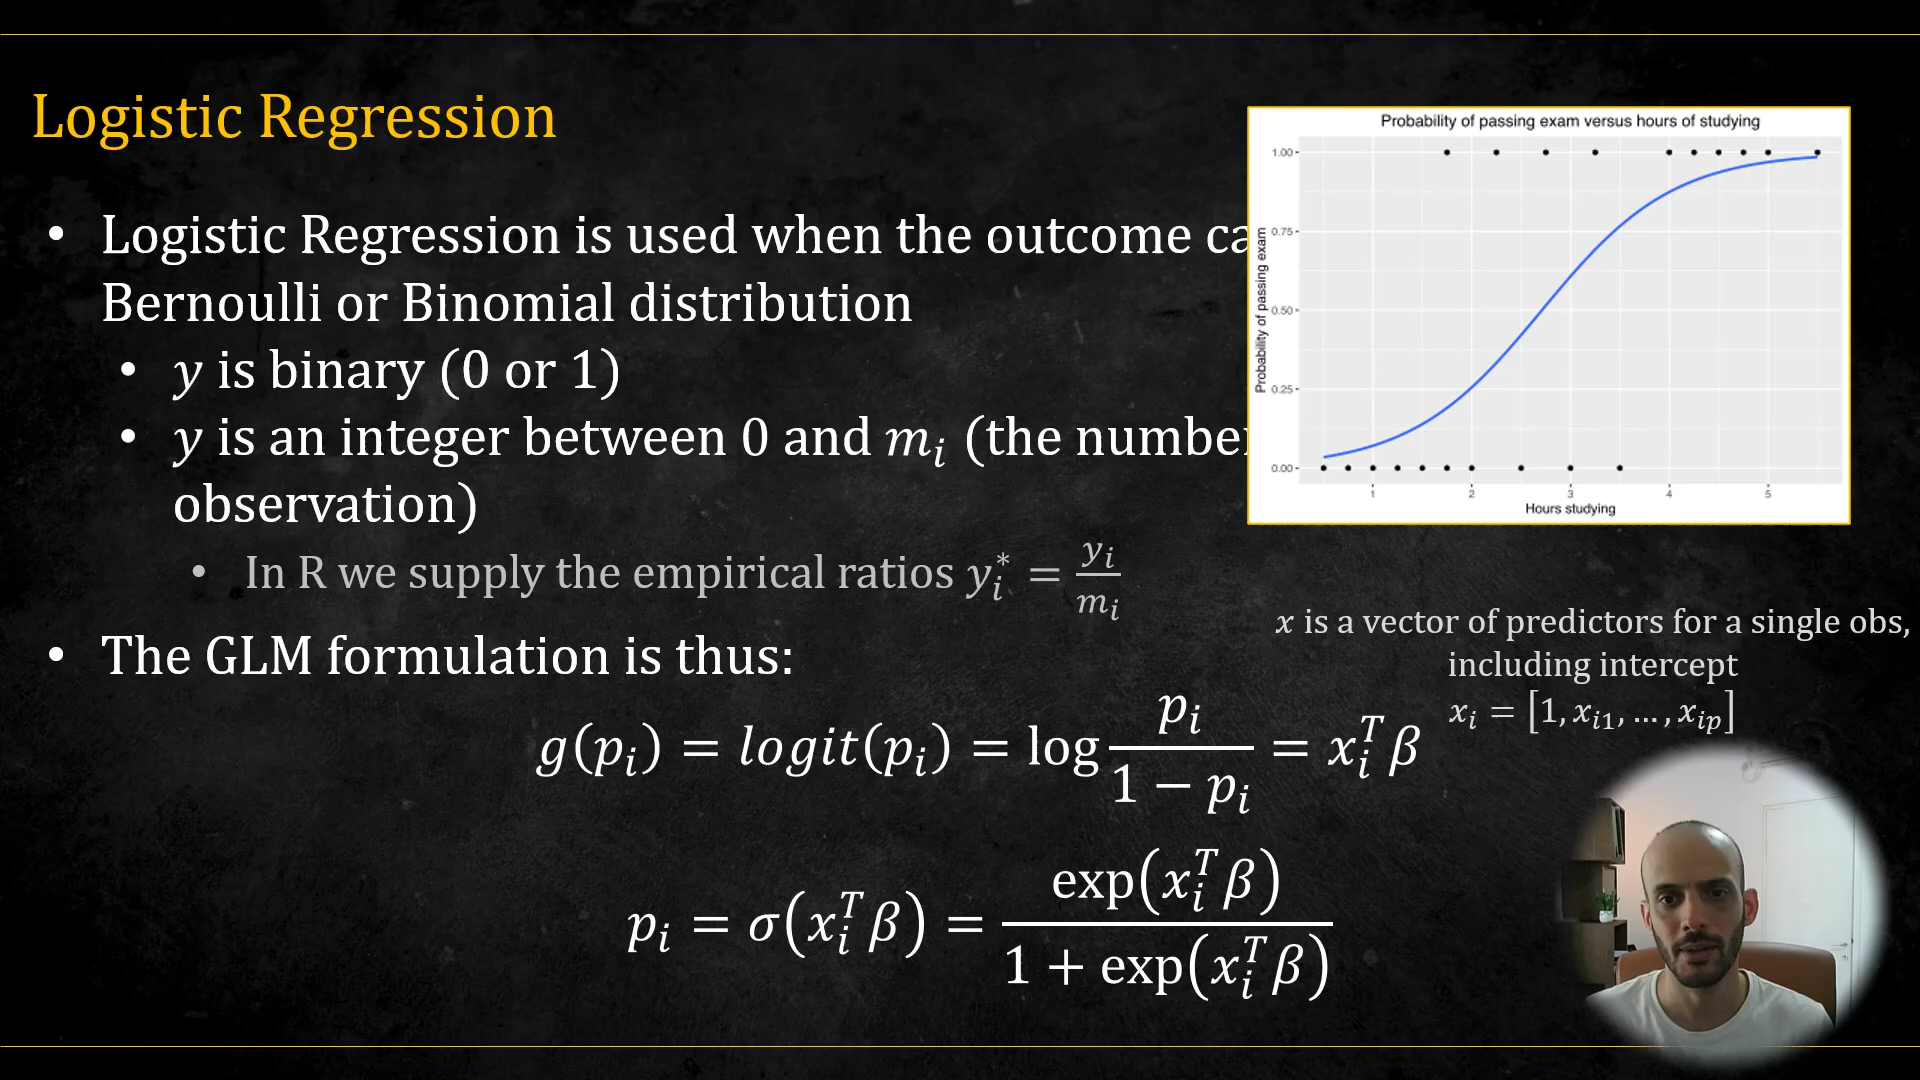 Logistic Regression
• Logistic Regression is used when the outcome
Bernoulli or Binomial distribution
• y is binary (0 or 1)
• y is an integer between 0 and mᵢ (the
observation)
• In R we supply the empirical ratios yᵢ* = yᵢ/mᵢ
• The GLM formulation is thus:
g(pᵢ) = logit(pᵢ) = log pᵢ/(1 − pᵢ) = xᵢᵀβ
pᵢ = σ(xᵢᵀβ) = exp(xᵢᵀβ)/(1 + exp(xᵢᵀβ))
Probability of passing exam versus hours of studying
Probability of passing exam
1.00
0.75
0.50
0.25
0.00
1 2 3 4 5
Hours studying
x is a vector of predictors for a single obs,
including intercept
xᵢ = [1, xᵢ₁, … , xᵢₚ]